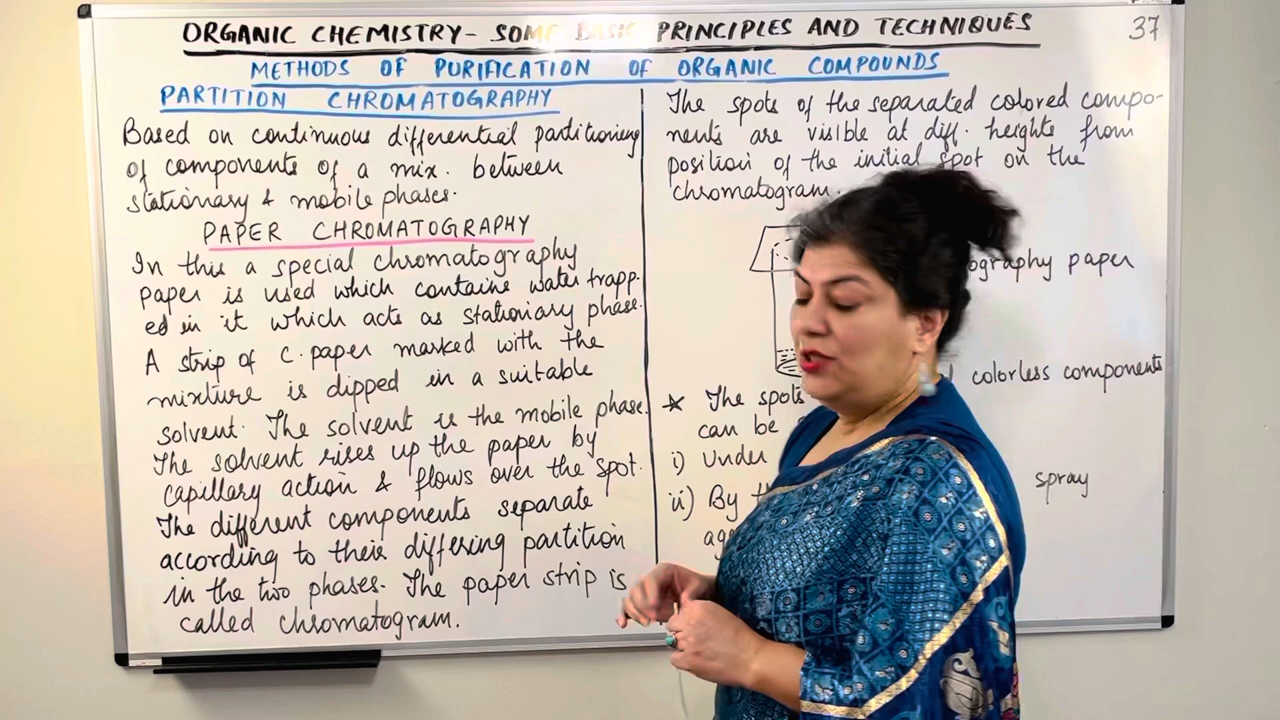 ORGANIC CHEMISTRY - SOME BASIC PRINCIPLES AND TECHNIQUES
37
METHODS OF PURIFICATION OF ORGANIC COMPOUNDS
PARTITION CHROMATOGRAPHY
Based on continuous differential partitioning
of components of a mix. between
stationary & mobile phases.
PAPER CHROMATOGRAPHY
In this a special chromatography
paper is used which contains water trapp-
ed in it which acts as stationary phase.
A strip of C. paper marked with the
mixture is dipped in a suitable
solvent. The solvent is the mobile phase.
The solvent rises up the paper by
capillary action & flows over the spot.
The different components separate
according to their differing partition
in the two phases. The paper strip is
called chromatogram.
The spots of the separated colored compo-
nents are visible at diff. heights from
position of the initial spot on the
chromatogram.
ography paper
colorless components
* The spots
can be
i) Under
ii) By
spray